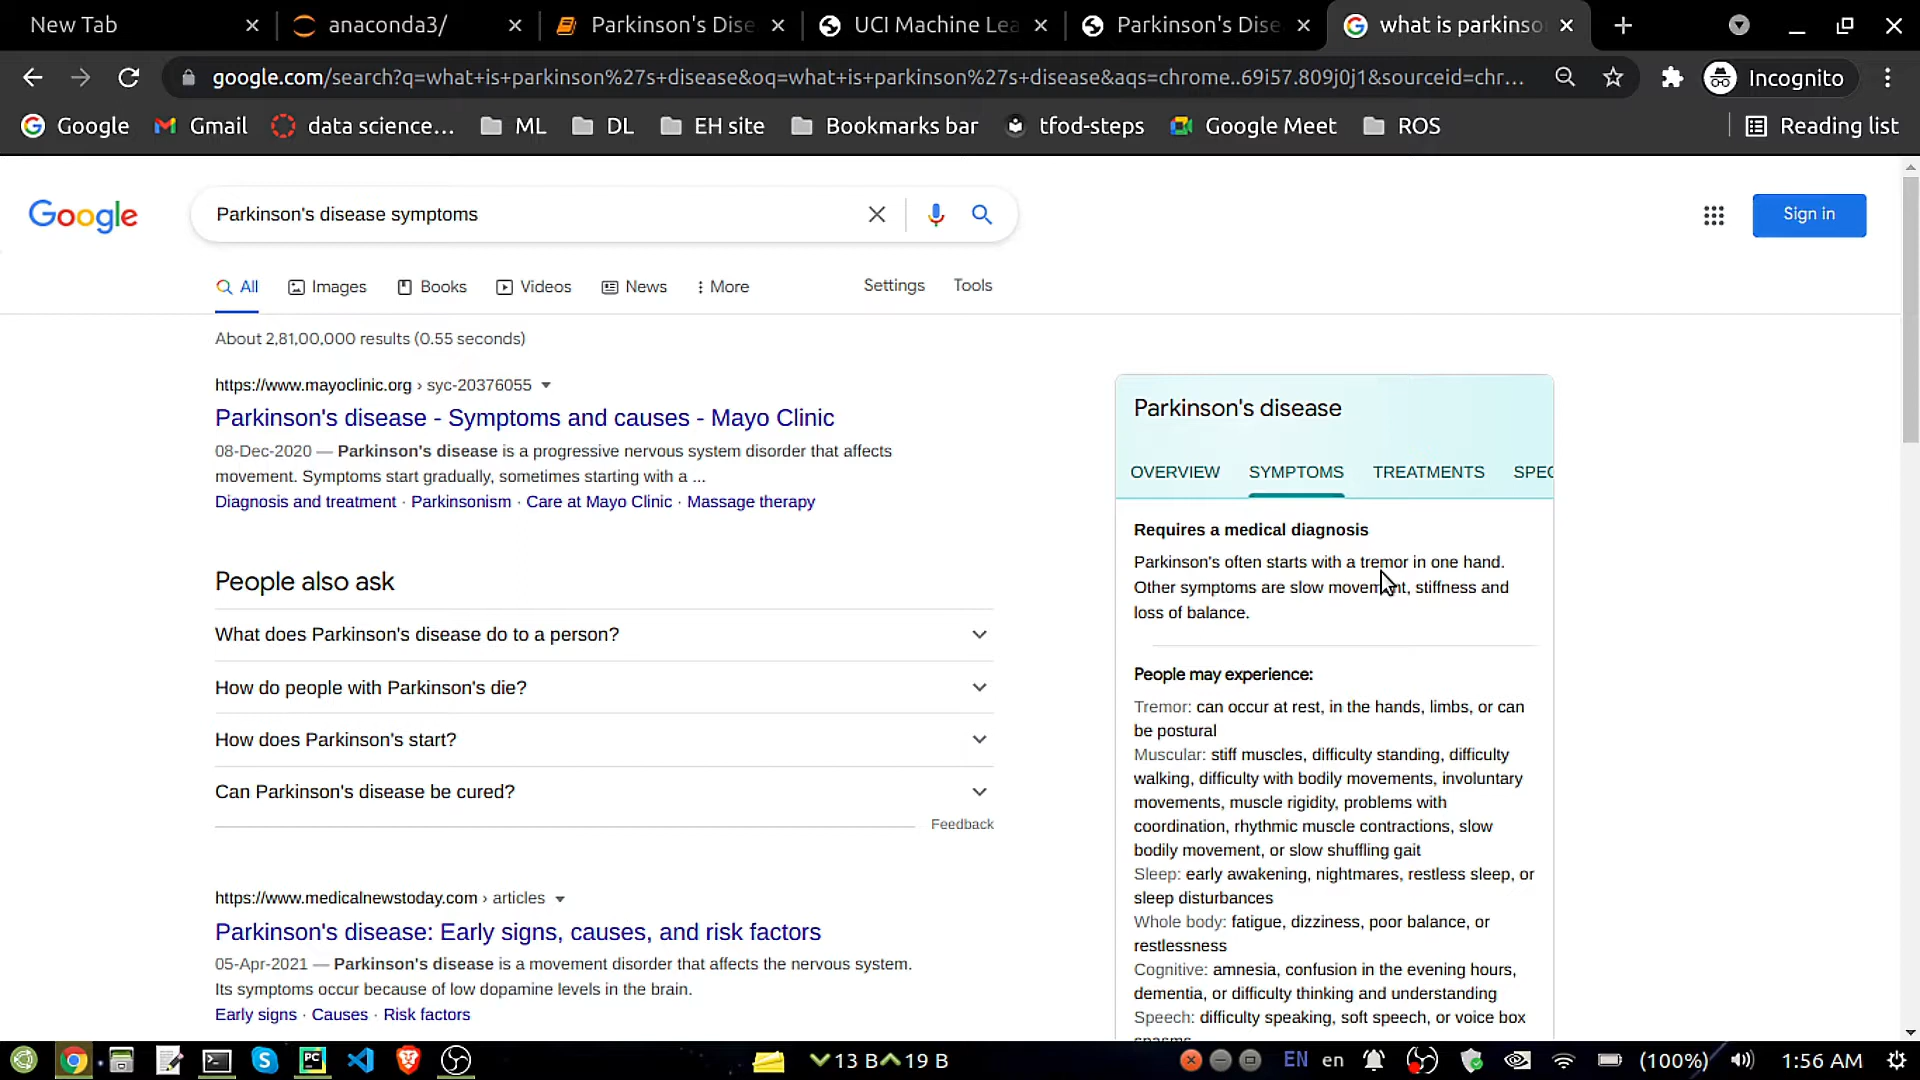 New Tab
anaconda3/
Parkinson's Dise
UCI Machine Lea
Parkinson's Dise
what is parkinso
google.com/search?q=what+is+parkinson%27s+disease&oq=what+is+parkinson%27s+disease&aqs=chrome..69i57.809j0j1&sourceid=chr...
Incognito
Google
Gmail
data science...
ML
DL
EH site
Bookmarks bar
tfod-steps
Google Meet
ROS
Reading list
Google
Parkinson's disease symptoms
Sign in
All
Images
Books
Videos
News
More
Settings
Tools
About 2,81,00,000 results (0.55 seconds)
https://www.mayoclinic.org › syc-20376055
Parkinson's disease - Symptoms and causes - Mayo Clinic
08-Dec-2020 — Parkinson's disease is a progressive nervous system disorder that affects
movement. Symptoms start gradually, sometimes starting with a ...
Diagnosis and treatment · Parkinsonism · Care at Mayo Clinic · Massage therapy
People also ask
What does Parkinson's disease do to a person?
How do people with Parkinson's die?
How does Parkinson's start?
Can Parkinson's disease be cured?
Feedback
https://www.medicalnewstoday.com › articles
Parkinson's disease: Early signs, causes, and risk factors
05-Apr-2021 — Parkinson's disease is a movement disorder that affects the nervous system.
Its symptoms occur because of low dopamine levels in the brain.
Early signs · Causes · Risk factors
Parkinson's disease
OVERVIEW
SYMPTOMS
TREATMENTS
SPEC
Requires a medical diagnosis
Parkinson's often starts with a tremor in one hand.
Other symptoms are slow movement, stiffness and
loss of balance.
People may experience:
Tremor: can occur at rest, in the hands, limbs, or can
be postural
Muscular: stiff muscles, difficulty standing, difficulty
walking, difficulty with bodily movements, involuntary
movements, muscle rigidity, problems with
coordination, rhythmic muscle contractions, slow
bodily movement, or slow shuffling gait
Sleep: early awakening, nightmares, restless sleep, or
sleep disturbances
Whole body: fatigue, dizziness, poor balance, or
restlessness
Cognitive: amnesia, confusion in the evening hours,
dementia, or difficulty thinking and understanding
Speech: difficulty speaking, soft speech, or voice box
spasms
13 B 19 B
EN
en
(100%)
1:56 AM